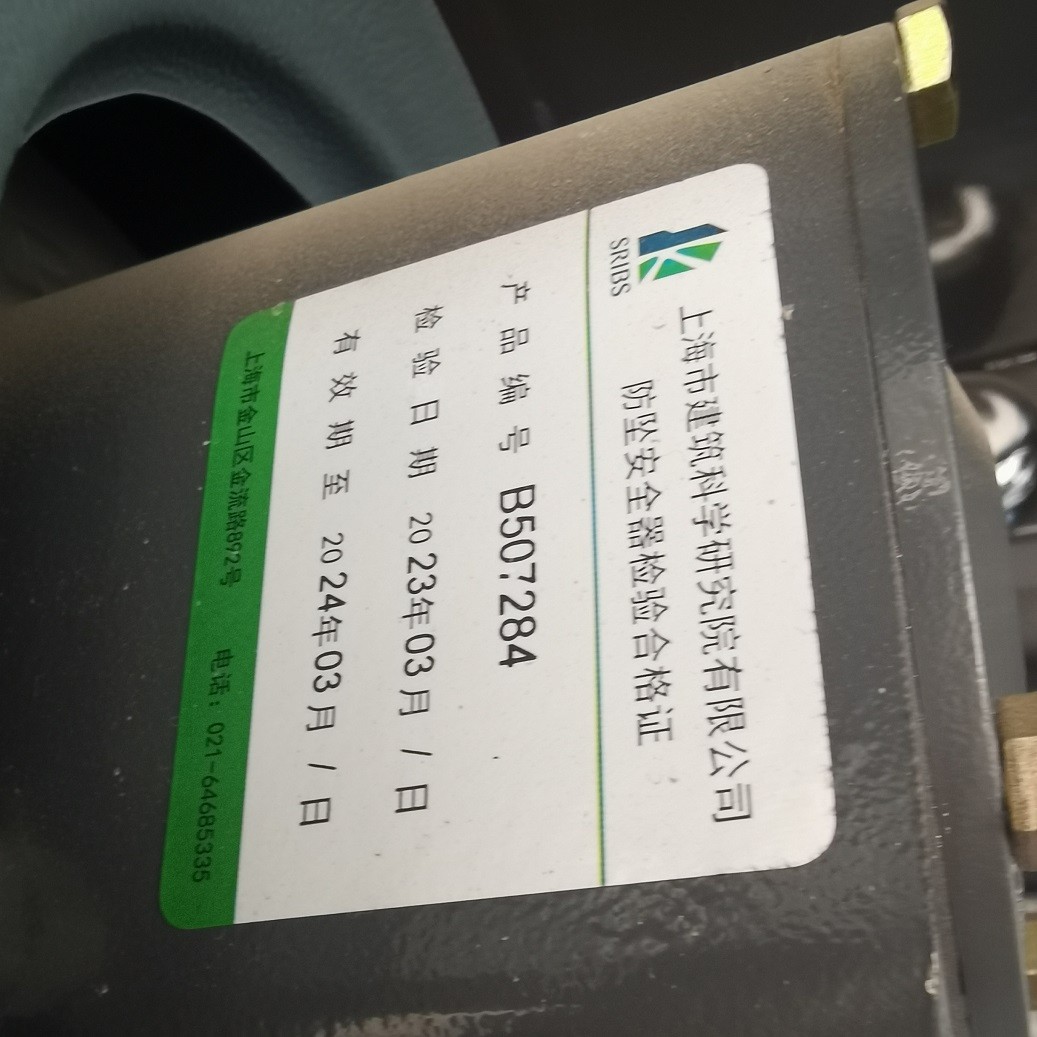 SRIBS
上海市建筑科学研究院有限公司
防坠安全器检验合格证
产品编号 B507284
检验日期 2023年03月/日
有效期至 2024年03月/日
上海市金山区金流路892号 电话：021-64685335